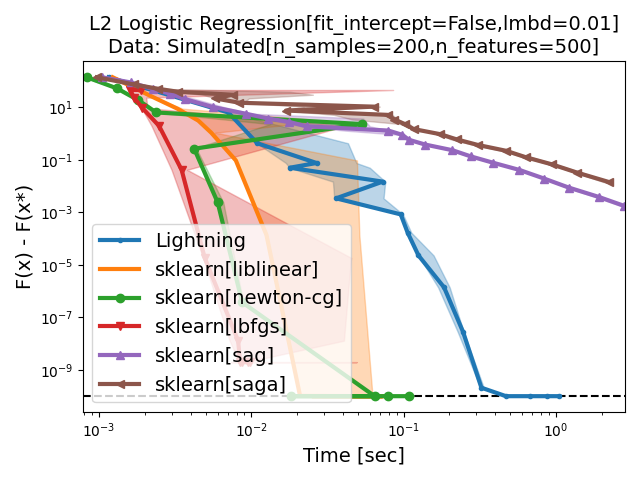 L2 Logistic Regression[fit_intercept=False,lmbd=0.01]
Data: Simulated[n_samples=200,n_features=500]
F(x) - F(x*)
10¹
10⁻¹
10⁻³
10⁻⁵
10⁻⁷
10⁻⁹
Lightning
sklearn[liblinear]
sklearn[newton-cg]
sklearn[lbfgs]
sklearn[sag]
sklearn[saga]
10⁻³ 10⁻² 10⁻¹ 10⁰
Time [sec]